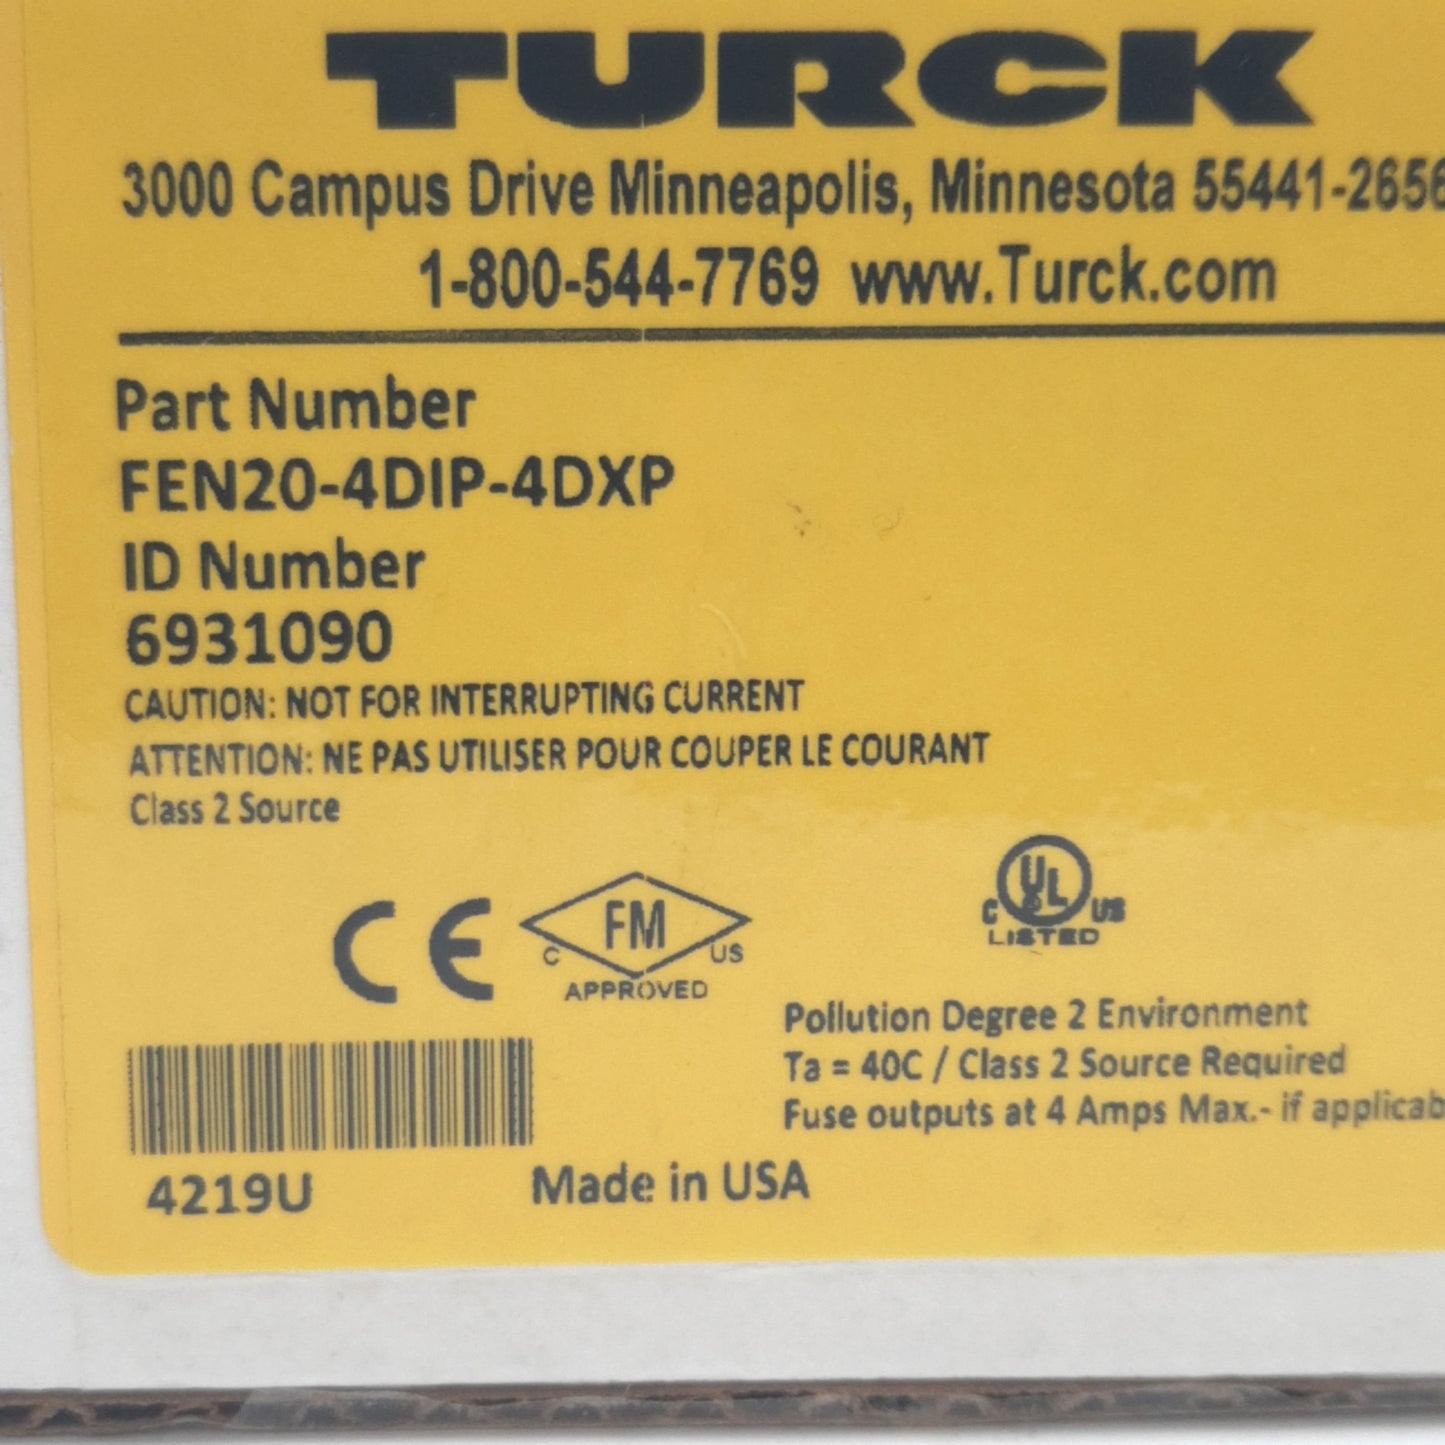 TURCK
3000 Campus Drive Minneapolis, Minnesota 55441-2656
1-800-544-7769 www.Turck.com
Part Number
FEN20-4DIP-4DXP
ID Number
6931090
CAUTION: NOT FOR INTERRUPTING CURRENT
ATTENTION: NE PAS UTILISER POUR COUPER LE COURANT
Class 2 Source
CE
C FM US
APPROVED
C UL US
LISTED
Pollution Degree 2 Environment
Ta = 40C / Class 2 Source Required
Fuse outputs at 4 Amps Max.- if applicab
4219U
Made in USA